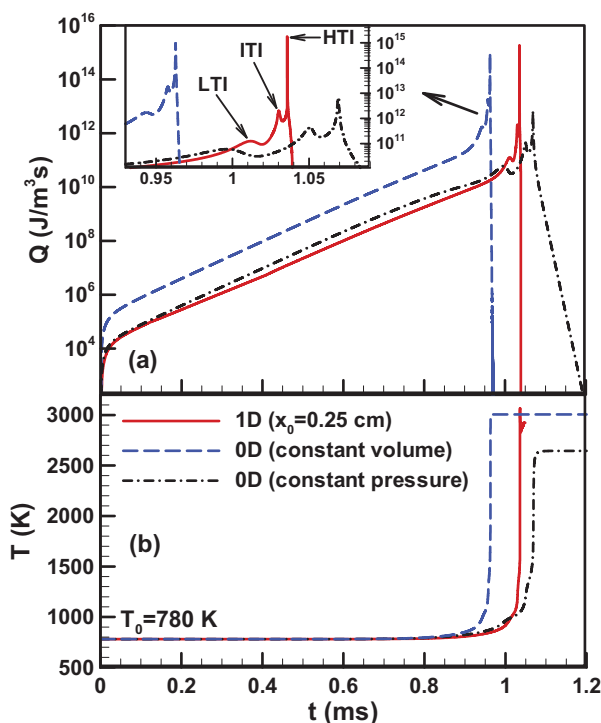 10^16
10^14
10^12
10^10
10^8
10^6
10^4
Q (J/m^3s)
LTI
ITI
HTI
10^15
10^14
10^13
10^12
10^11
0.95
1
1.05
(a)
1D (x_0=0.25 cm)
0D (constant volume)
0D (constant pressure)
3000
2500
2000
1500
1000
500
T (K)
(b)
T_0=780 K
0
0.2
0.4
0.6
0.8
1
1.2
t (ms)